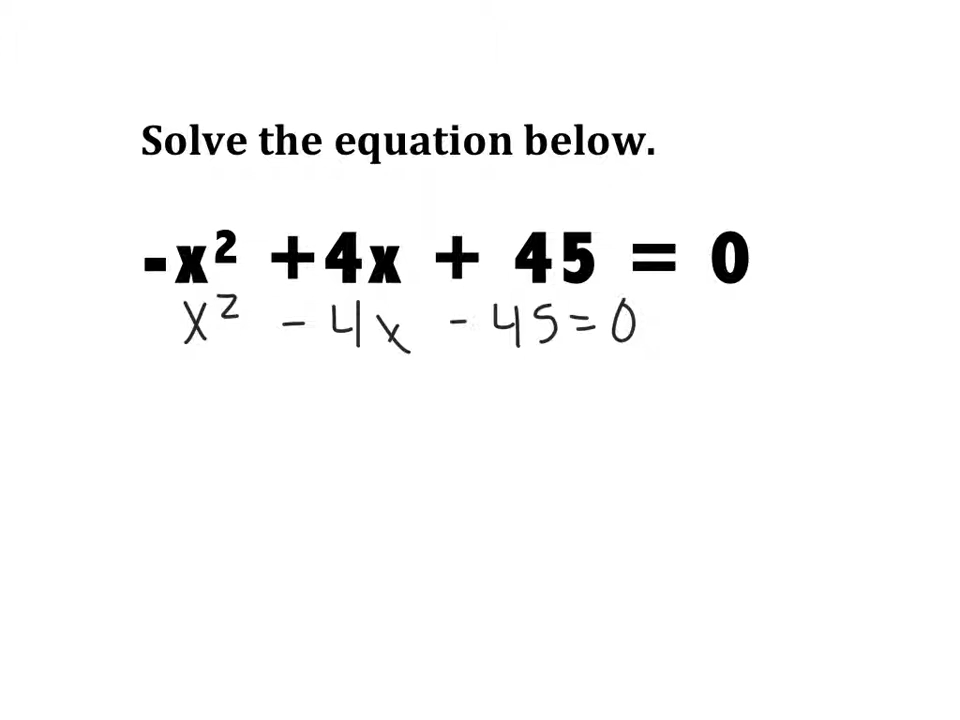 Solve the equation below.
-x² +4x + 45 = 0
x² - 4x - 45 = 0